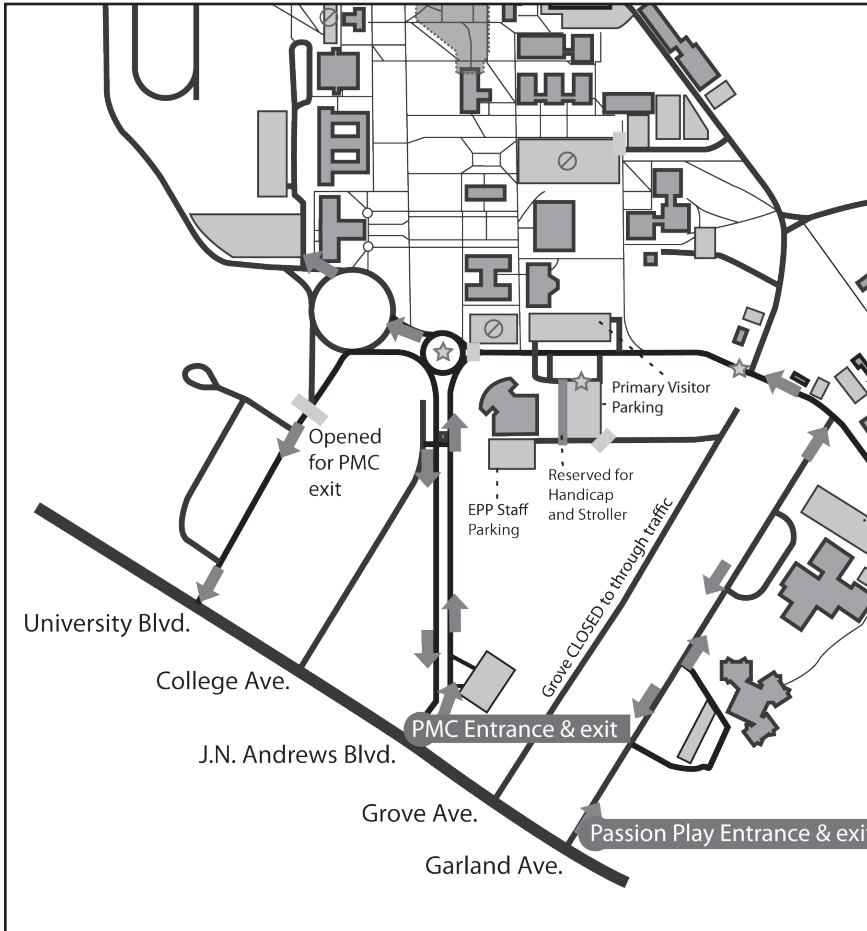 Primary Visitor
Parking
Opened
for PMC
exit
Reserved for
Handicap
and Stroller
EPP Staff
Parking
Grove CLOSED to through traffic
University Blvd.
College Ave.
PMC Entrance & exit
J.N. Andrews Blvd.
Grove Ave.
Passion Play Entrance & exi
Garland Ave.